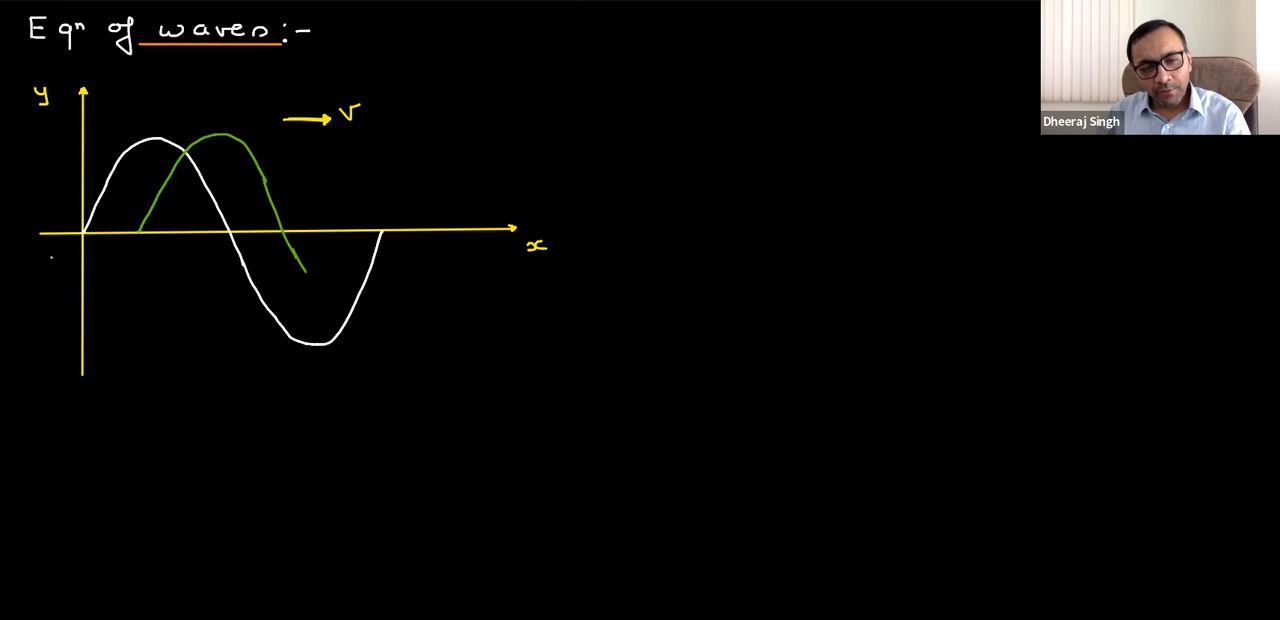 Eqⁿ of waves :-
y
v
Dheeraj Singh
x